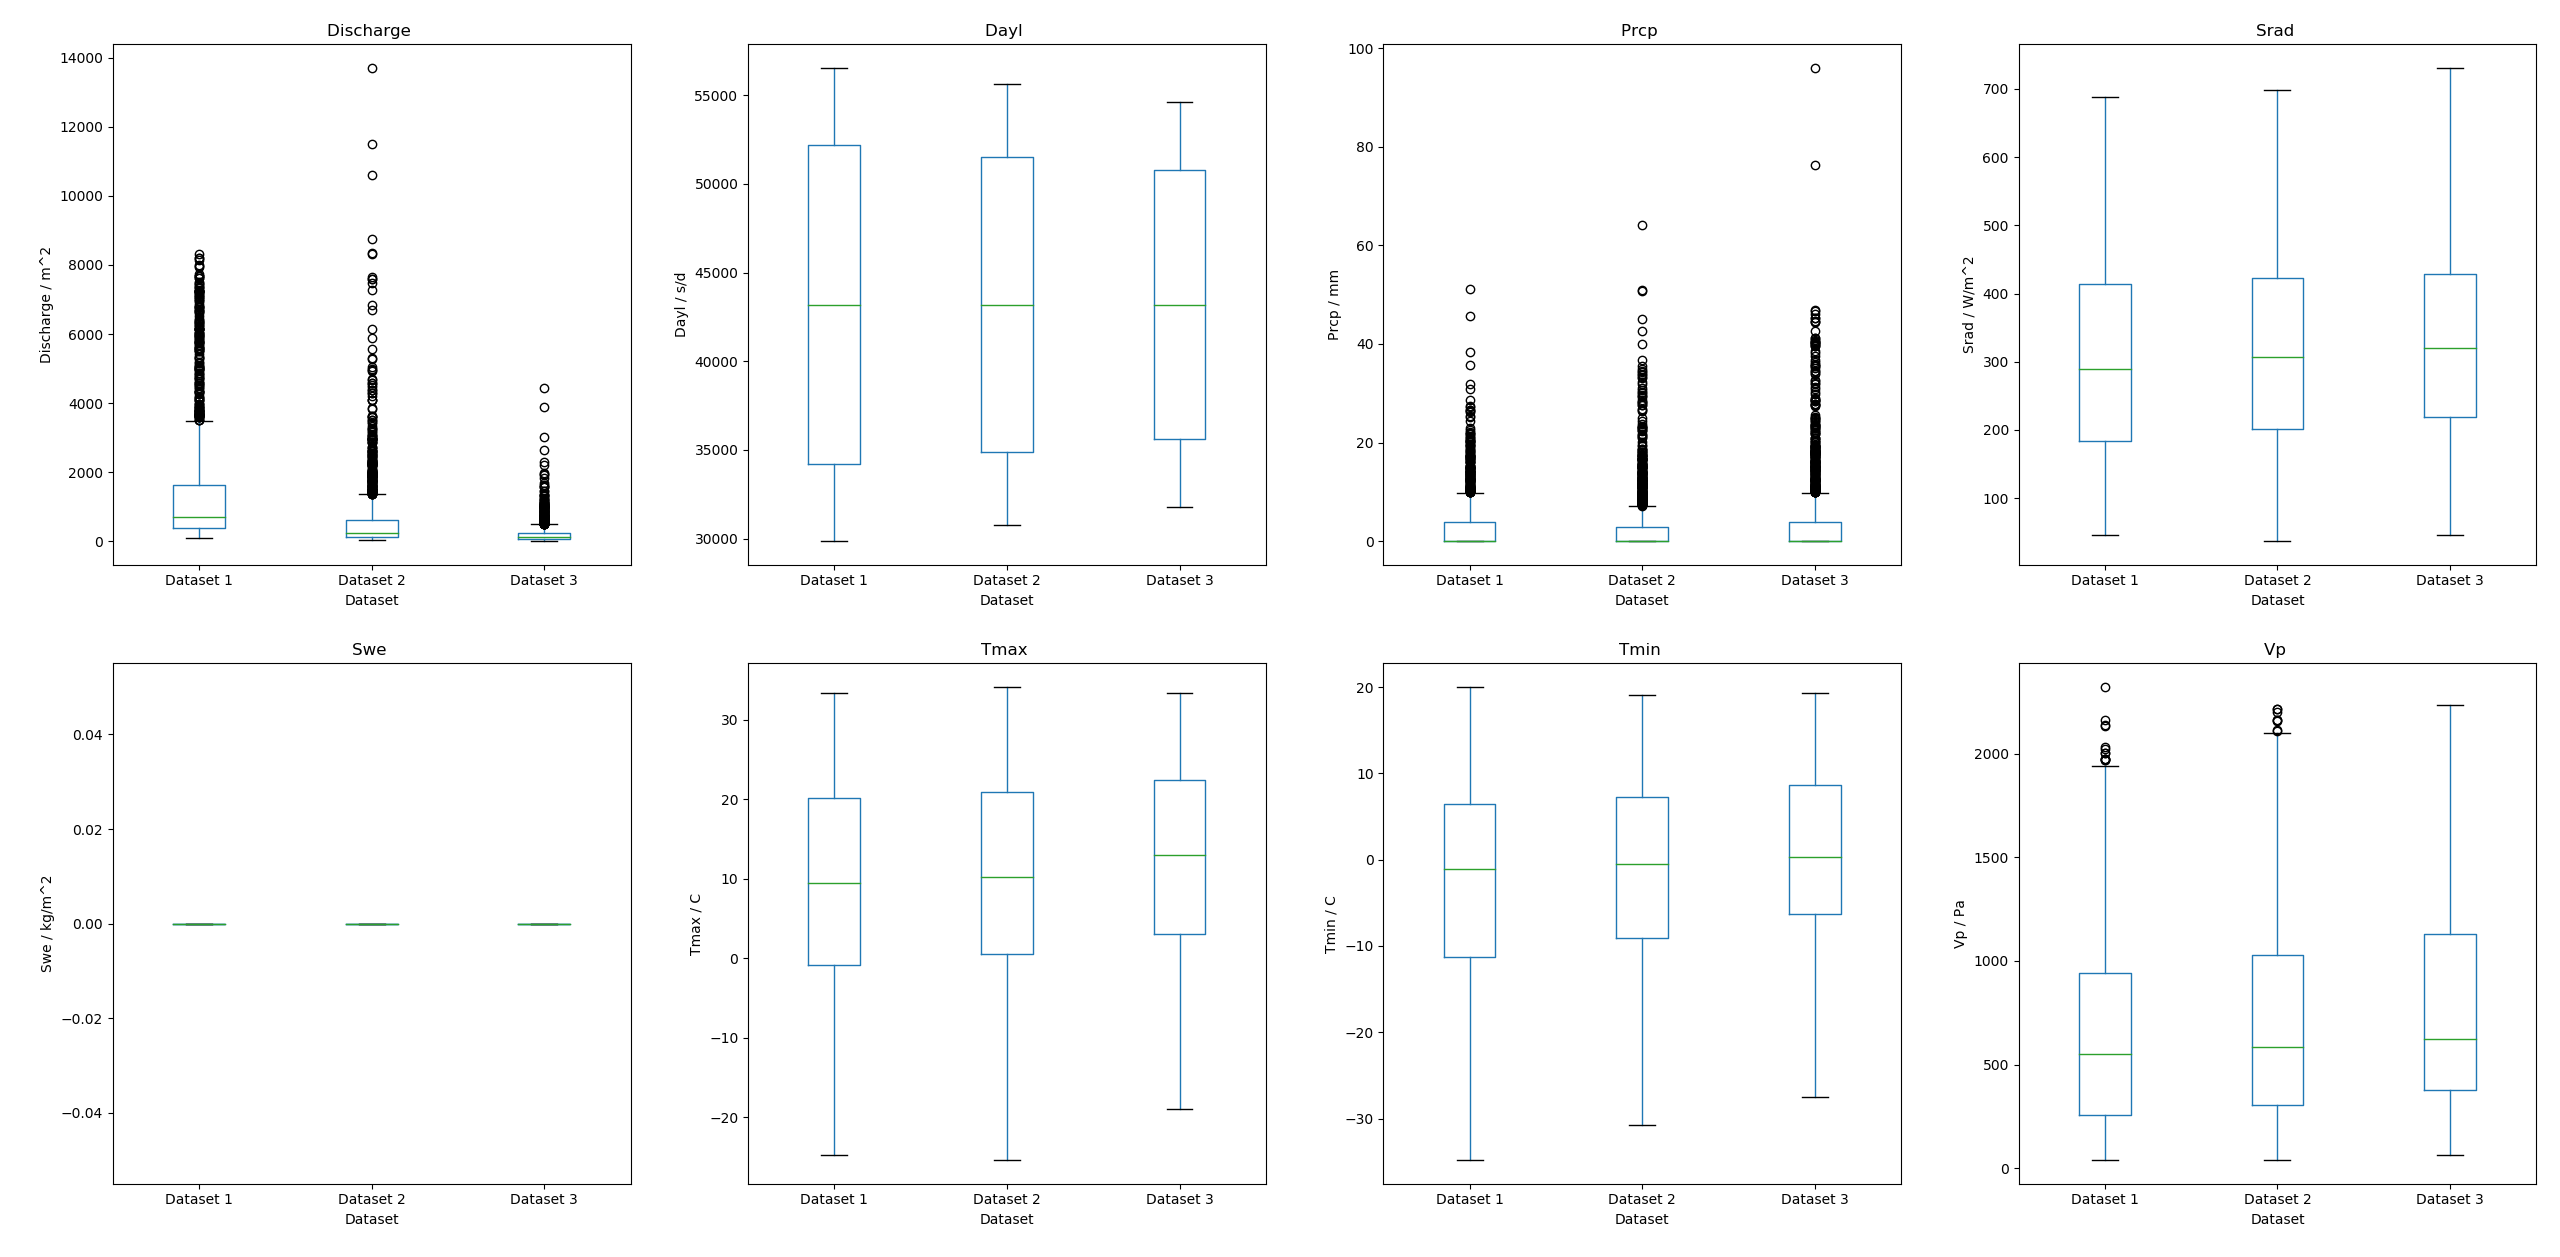 Discharge
Discharge / m^2
14000
12000
10000
8000
6000
4000
2000
0
Dataset 1 Dataset 2 Dataset 3
Dataset
Dayl
Dayl / s/d
55000
50000
45000
40000
35000
30000
Dataset 1 Dataset 2 Dataset 3
Dataset
Prcp
Prcp / mm
100
80
60
40
20
0
Dataset 1 Dataset 2 Dataset 3
Dataset
Srad
Srad / W/m^2
700
600
500
400
300
200
100
Dataset 1 Dataset 2 Dataset 3
Dataset
Swe
Swe / kg/m^2
0.04
0.02
0.00
−0.02
−0.04
Dataset 1 Dataset 2 Dataset 3
Dataset
Tmax
Tmax / C
30
20
10
0
−10
−20
Dataset 1 Dataset 2 Dataset 3
Dataset
Tmin
Tmin / C
20
10
0
−10
−20
−30
Dataset 1 Dataset 2 Dataset 3
Dataset
Vp
Vp / Pa
2000
1500
1000
500
0
Dataset 1 Dataset 2 Dataset 3
Dataset